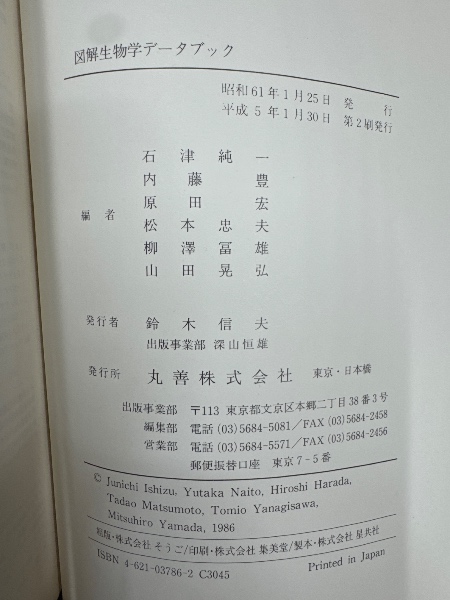 図解生物学データブック
昭和61年1月25日 発行
平成5年1月30日 第2刷発行
石津純一
内藤豊
原田宏
編者 松本忠夫
柳澤冨雄
山田晃弘
発行者 鈴木信夫
出版事業部 深山恒雄
発行所 丸善株式会社 東京・日本橋
出版事業部 〒113 東京都文京区本郷二丁目38番3号
編集部 電話(03)5684-5081/FAX(03)5684-2458
営業部 電話(03)5684-5571/FAX(03)5684-2456
郵便振替口座 東京7-5番
© Junichi Ishizu, Yutaka Naito, Hiroshi Harada,
Tadao Matsumoto, Tomio Yanagisawa,
Mitsuhiro Yamada, 1986
組版・株式会社 そうご/印刷・株式会社 集美堂/製本・株式会社 星共社
ISBN 4-621-03786-2 C3045 Printed in Japan